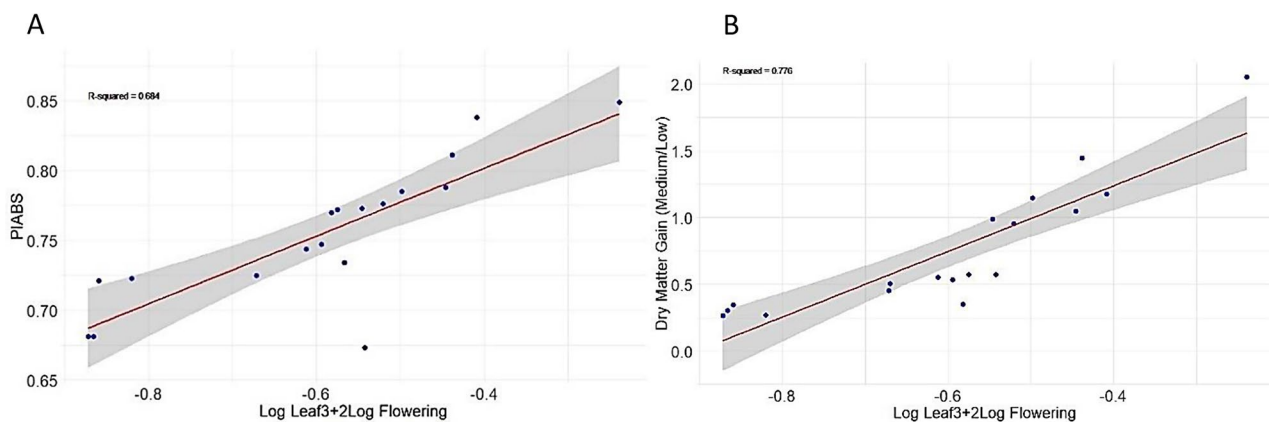 A
R-squared = 0.684
PIABS
0.85
0.80
0.75
0.70
0.65
-0.8
-0.6
-0.4
Log Leaf3+2Log Flowering
B
R-squared = 0.776
Dry Matter Gain (Medium/Low)
2.0
1.5
1.0
0.5
0.0
-0.8
-0.6
-0.4
Log Leaf3+2Log Flowering